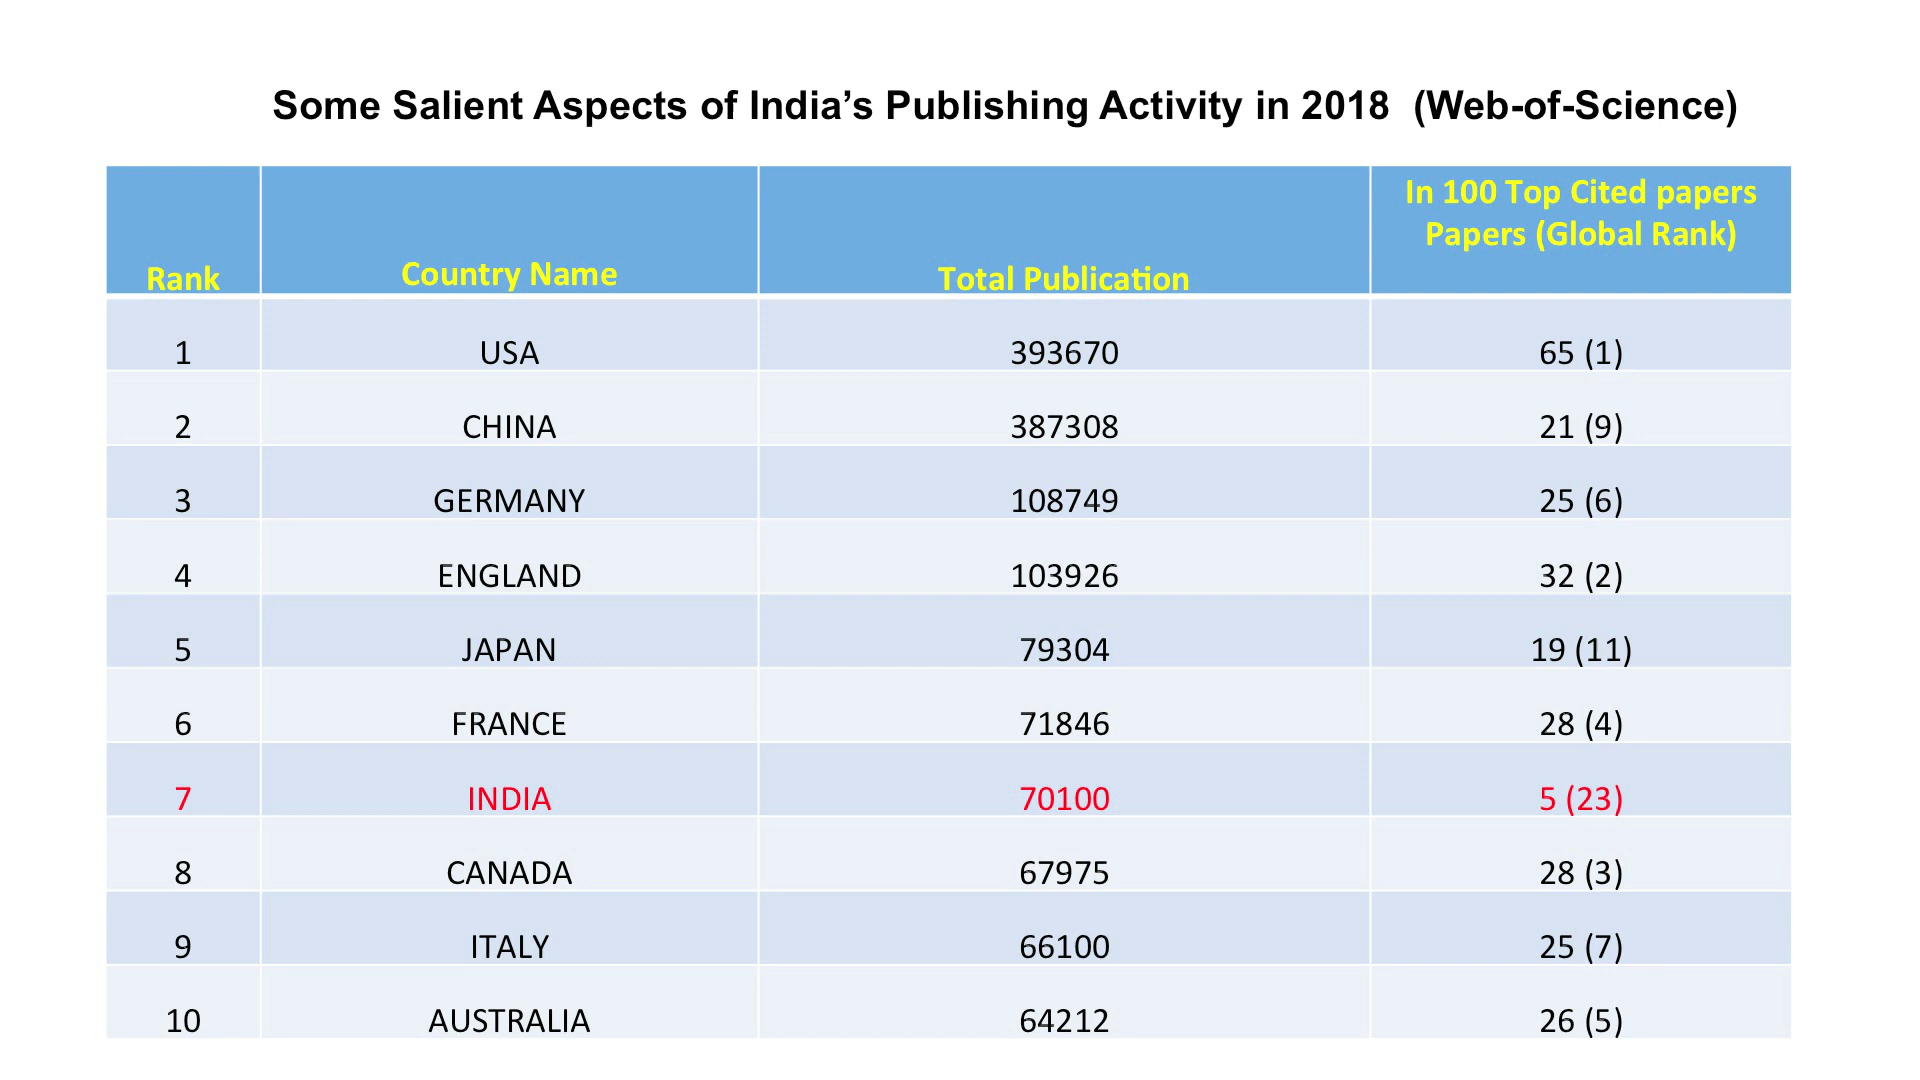 Some Salient Aspects of India’s Publishing Activity in 2018  (Web-of-Science)
In 100 Top Cited papers
Papers (Global Rank)
Rank Country Name Total Publication
1 USA 393670 65 (1)
2 CHINA 387308 21 (9)
3 GERMANY 108749 25 (6)
4 ENGLAND 103926 32 (2)
5 JAPAN 79304 19 (11)
6 FRANCE 71846 28 (4)
7 INDIA 70100 5 (23)
8 CANADA 67975 28 (3)
9 ITALY 66100 25 (7)
10 AUSTRALIA 64212 26 (5)